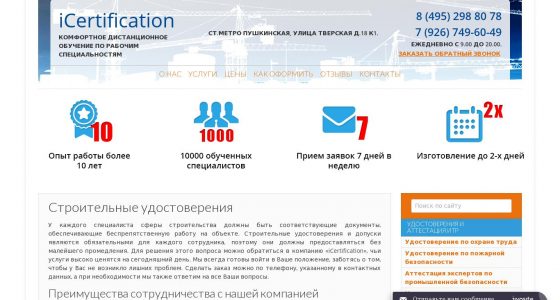 iCertification
КОМФОРТНОЕ ДИСТАНЦИОННОЕ
ОБУЧЕНИЕ ПО РАБОЧИМ
СПЕЦИАЛЬНОСТЯМ
СТ.МЕТРО ПУШКИНСКАЯ, УЛИЦА ТВЕРСКАЯ Д.18 К1.
8 (495) 298 80 78
7 (926) 749-60-49
ЕЖЕДНЕВНО С 9.00 ДО 20.00.
ЗАКАЗАТЬ ОБРАТНЫЙ ЗВОНОК
О НАС УСЛУГИ ЦЕНЫ КАК ОФОРМИТЬ ОТЗЫВЫ КОНТАКТЫ
10
1000
7
2x
Опыт работы более
10 лет
10000 обученных
специалистов
Прием заявок 7 дней в
неделю
Изготовление до 2-х дней
Строительные удостоверения
У каждого специалиста сферы строительства должны быть соответствующие документы,
обеспечивающие беспрепятственную работу на объекте. Строительные удостоверения и допуски
являются обязательными для каждого сотрудника, поэтому они должны предоставляться без
малейшего промедления. Для решения этого вопроса можно обратиться в компанию «iCertification», чьи
услуги высоко ценятся на сегодняшний день. Мы всегда готовы войти в Ваше положение, заботясь о том,
чтобы у Вас не возникло лишних проблем. Сделать заказ можно по телефону, указанному в контактных
данных, а при необходимости мы также ответим на все Ваши вопросы.
Преимущества сотрудничества с нашей компанией
Поиск по сайту
УДОСТОВЕРЕНИЯ И
АТТЕСТАЦИЯ ИТР
Удостоверение по охране труда
Удостоверение по пожарной
безопасности
Аттестация экспертов по
промышленной безопасности
Отправьте нам сообщение